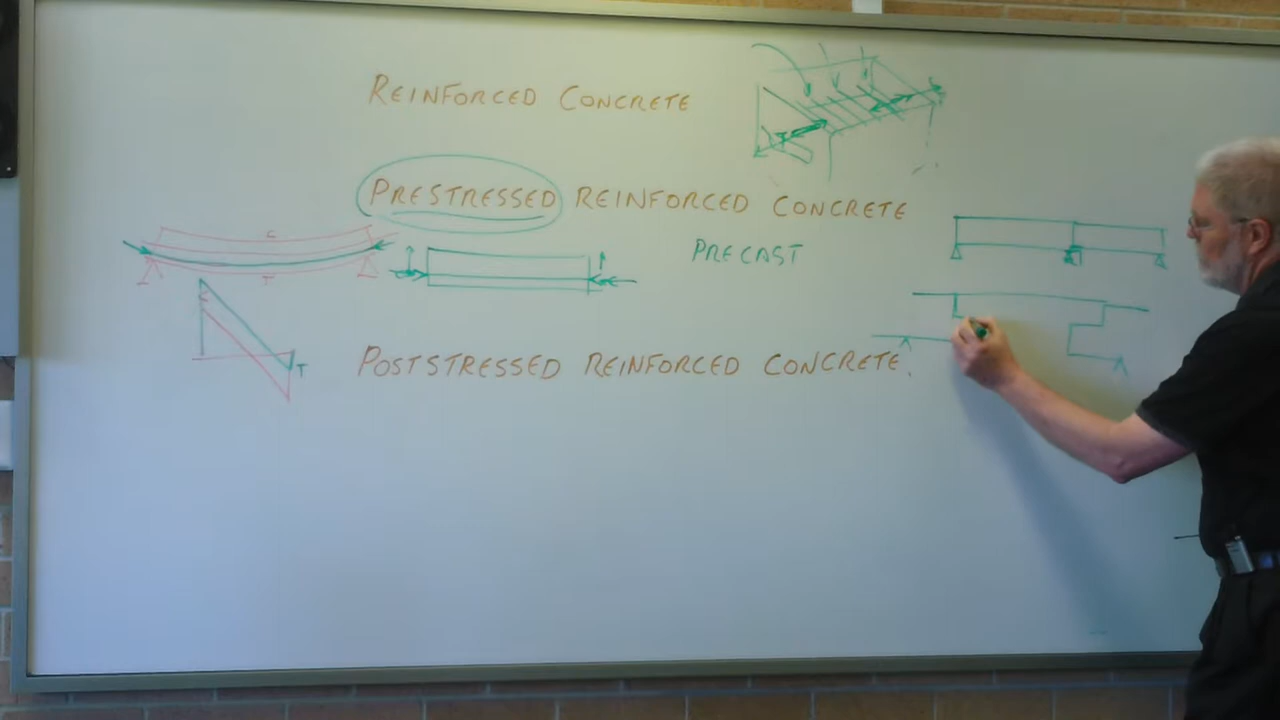 REINFORCED CONCRETE
PRESTRESSED REINFORCED CONCRETE
PRECAST
C
T
C
T
POSTSTRESSED REINFORCED CONCRETE.